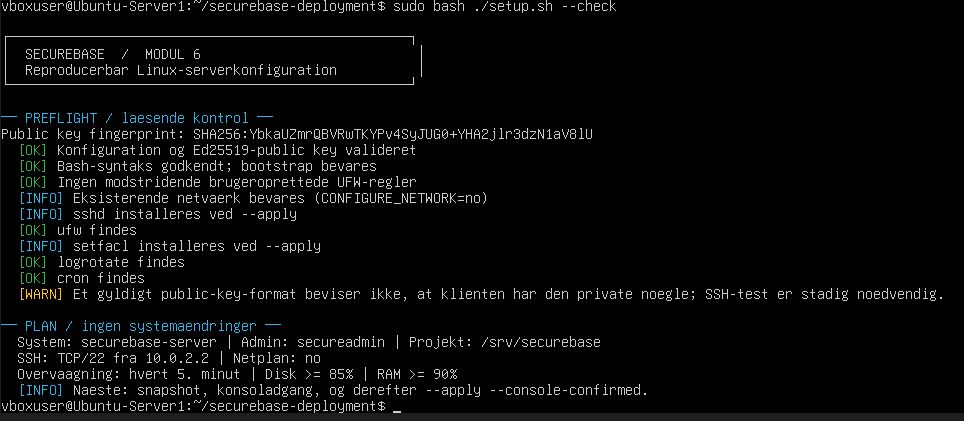 vboxuser@Ubuntu-Server1:~/securebase-deployment$ sudo bash ./setup.sh --check
SECUREBASE / MODUL 6
Reproducerbar Linux-serverkonfiguration
── PREFLIGHT / laesende kontrol ──
Public key fingerprint: SHA256:YbkaUZmrQBVRwTKYPv4SyJUG0+YHA2jlr3dzN1aV8lU
[OK] Konfiguration og Ed25519-public key valideret
[OK] Bash-syntaks godkendt; bootstrap bevares
[OK] Ingen modstridende brugeroprettede UFW-regler
[INFO] Eksisterende netvaerk bevares (CONFIGURE_NETWORK=no)
[INFO] sshd installeres ved --apply
[OK] ufw findes
[INFO] setfacl installeres ved --apply
[OK] logrotate findes
[OK] cron findes
[WARN] Et gyldigt public-key-format beviser ikke, at klienten har den private noegle; SSH-test er stadig noedvendig.
── PLAN / ingen systemaendringer ──
System: securebase-server | Admin: secureadmin | Projekt: /srv/securebase
SSH: TCP/22 fra 10.0.2.2 | Netplan: no
Overvaagning: hvert 5. minut | Disk >= 85% | RAM >= 90%
[INFO] Naeste: snapshot, konsoladgang, og derefter --apply --console-confirmed.
vboxuser@Ubuntu-Server1:~/securebase-deployment$ _